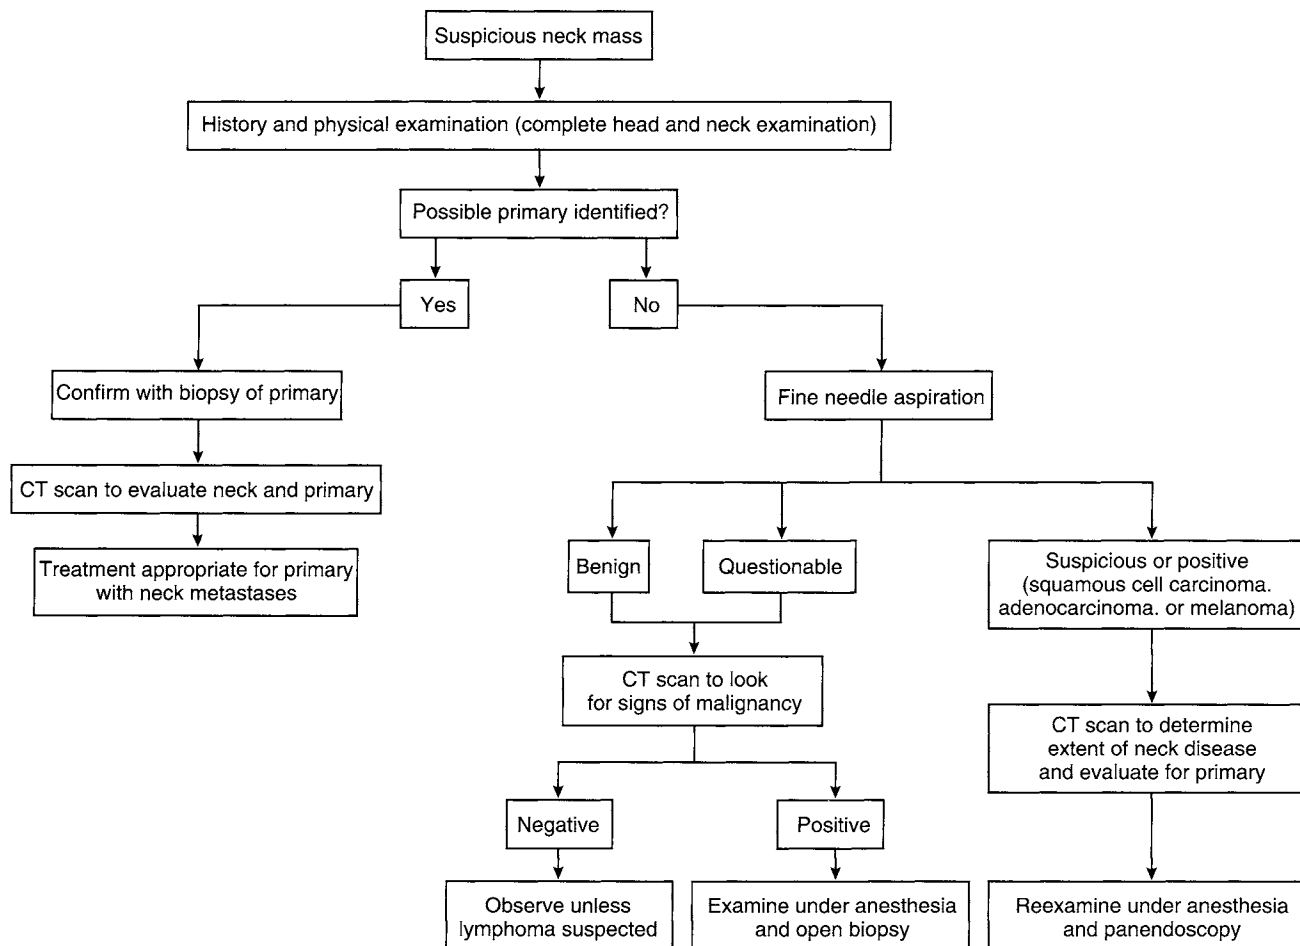 Suspicious neck mass
History and physical examination (complete head and neck examination)
Possible primary identified?
Yes
No
Confirm with biopsy of primary
Fine needle aspiration
CT scan to evaluate neck and primary
Treatment appropriate for primary
with neck metastases
Benign
Questionable
Suspicious or positive
(squamous cell carcinoma.
adenocarcinoma. or melanoma)
CT scan to look
for signs of malignancy
CT scan to determine
extent of neck disease
and evaluate for primary
Negative
Positive
Observe unless
lymphoma suspected
Examine under anesthesia
and open biopsy
Reexamine under anesthesia
and panendoscopy